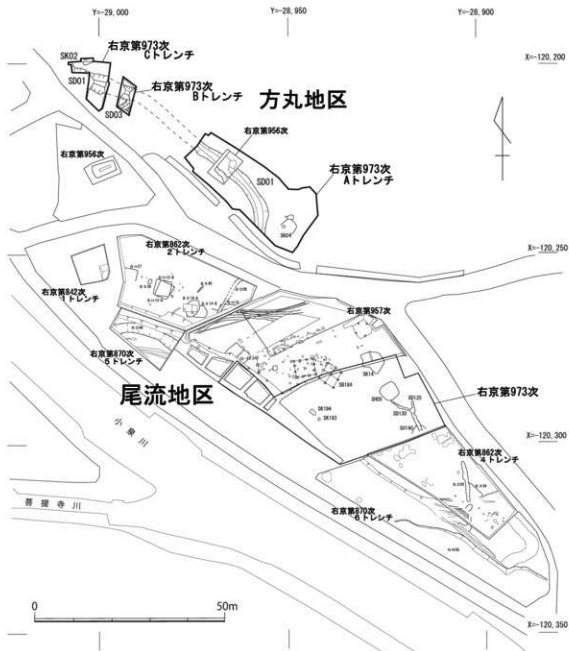 Y=-29,000
Y=-28,950
Y=-28,900
X=-120,200
SK02
右京第973次
Cトレンチ
SD01
右京第973次
Bトレンチ
SD03
方丸地区
右京第956次
右京第956次
右京第973次
Aトレンチ
SD01
SK04
X=-120,250
右京第862次
2トレンチ
右京第842次
1トレンチ
右京第957次
右京第870次
5トレンチ
尾流地区
SK14
SB184
右京第973次
SD125
SD130
SK140
SK194
SK193
小泉川
X=-120,300
右京第862次
4トレンチ
菩提寺川
右京第870次
6トレンチ
0
50m
X=-120,350